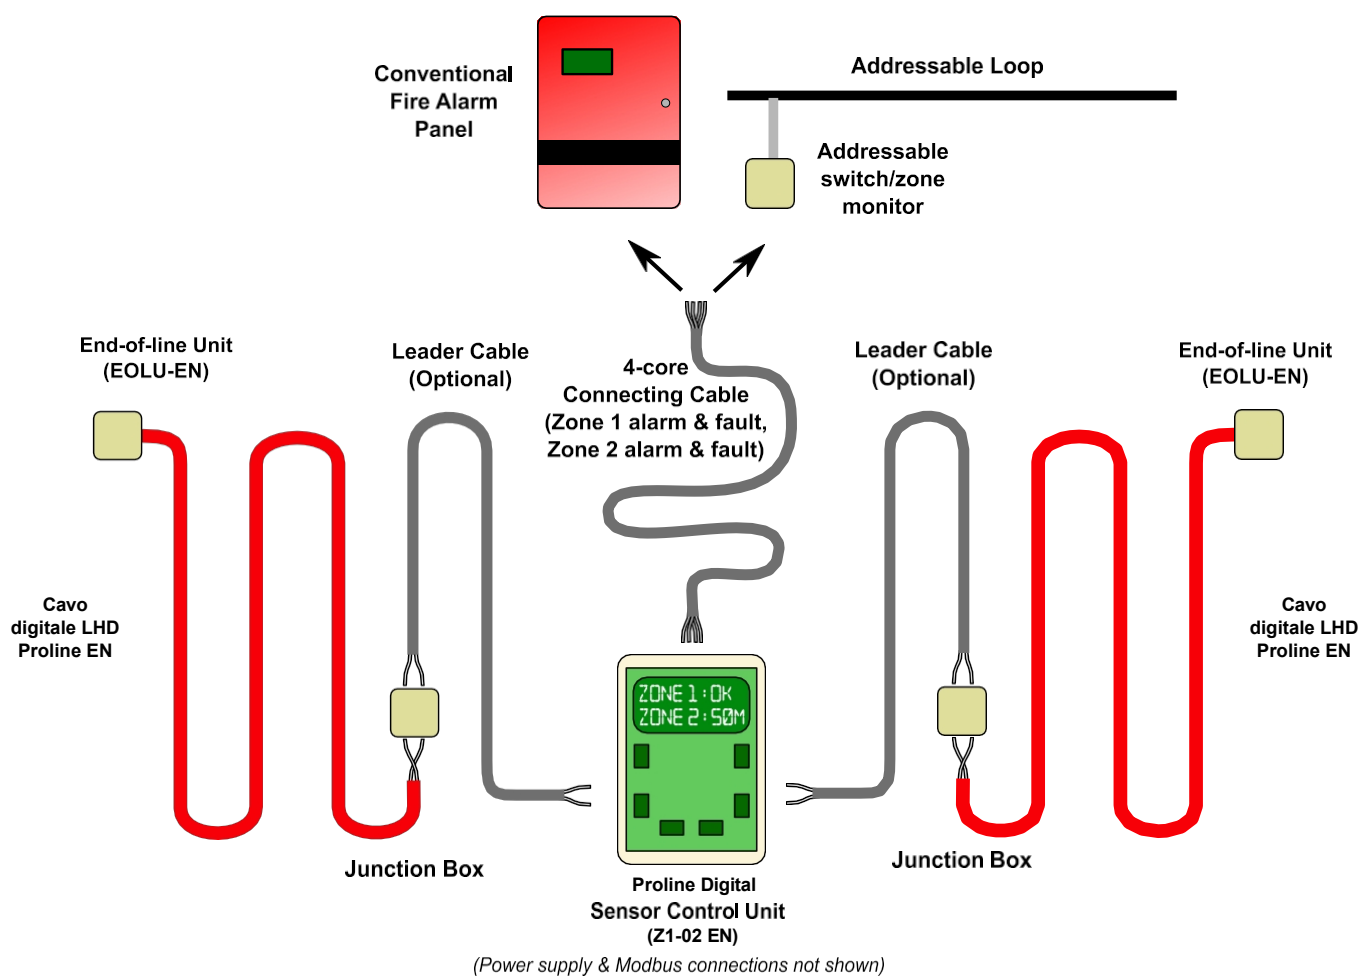 Conventional
Fire Alarm
Panel
Addressable Loop
Addressable
switch/zone
monitor
End-of-line Unit
(EOLU-EN)
Leader Cable
(Optional)
4-core
Connecting Cable
(Zone 1 alarm & fault,
Zone 2 alarm & fault)
Leader Cable
(Optional)
End-of-line Unit
(EOLU-EN)
Cavo
digitale LHD
Proline EN
Cavo
digitale LHD
Proline EN
ZONE 1:OK
ZONE 2:50M
Junction Box
Junction Box
Proline Digital
Sensor Control Unit
(Z1-02 EN)
(Power supply & Modbus connections not shown)